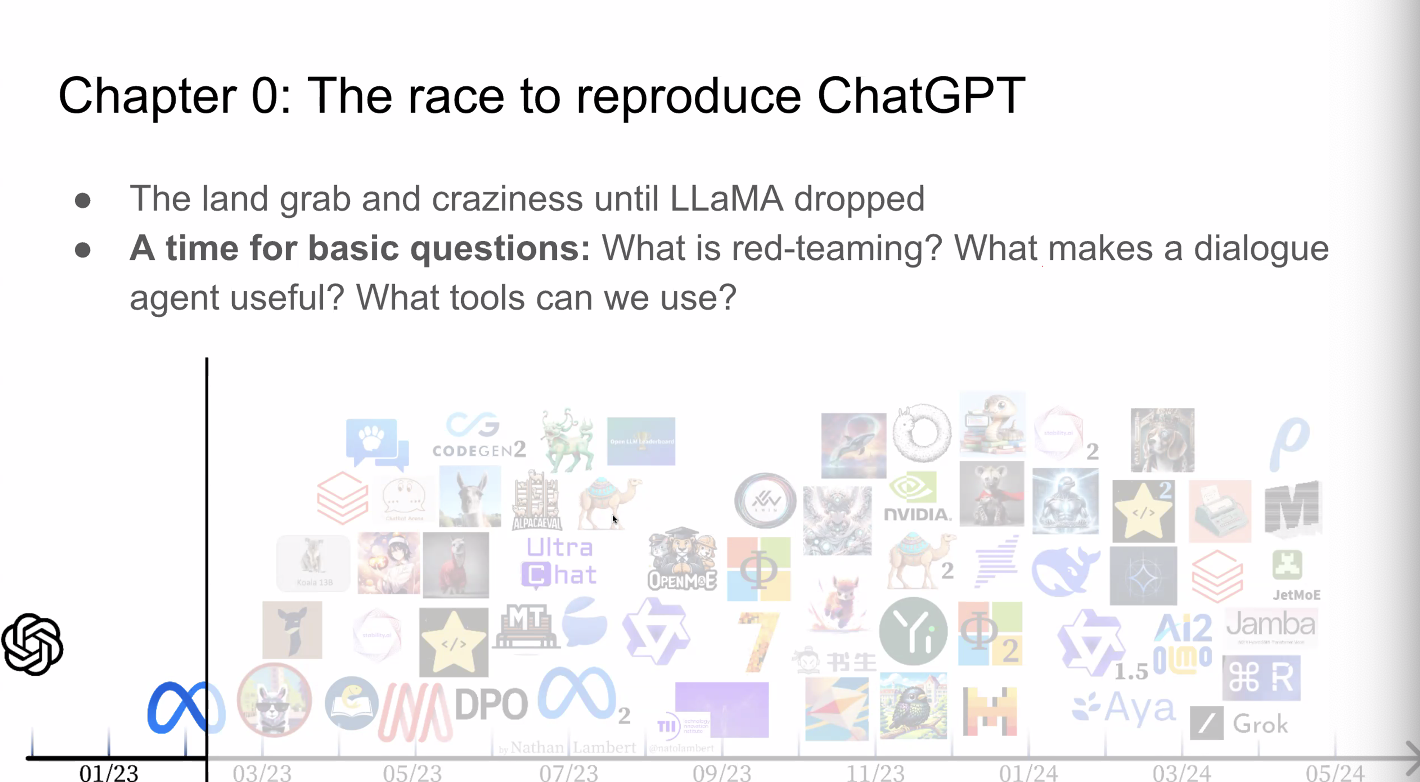 Chapter 0: The race to reproduce ChatGPT
● The land grab and craziness until LLaMA dropped
● A time for basic questions: What is red-teaming? What makes a dialogue
agent useful? What tools can we use?
CODEGEN2
Open LLM Leaderboard
2
Chatbot Arena
ALPACAEVAL
NVIDIA.
</>
2
Koala 13B
Ultra
Chat
OpenMoE
Φ
2
JetMoE
stability.ai
</>
MT
7
书生
Yi
Φ
2
1.5
Ai2
OLMo
Jamba
DPO
2
TII
Aya
R
Grok
by Nathan Lambert @natolambert
01/23
03/23
05/23
07/23
09/23
11/23
01/24
03/24
05/24